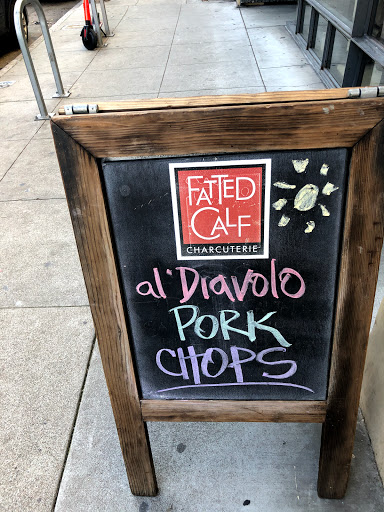 FATTED
CALF
CHARCUTERIE
al Diavolo
PORK
CHOPS